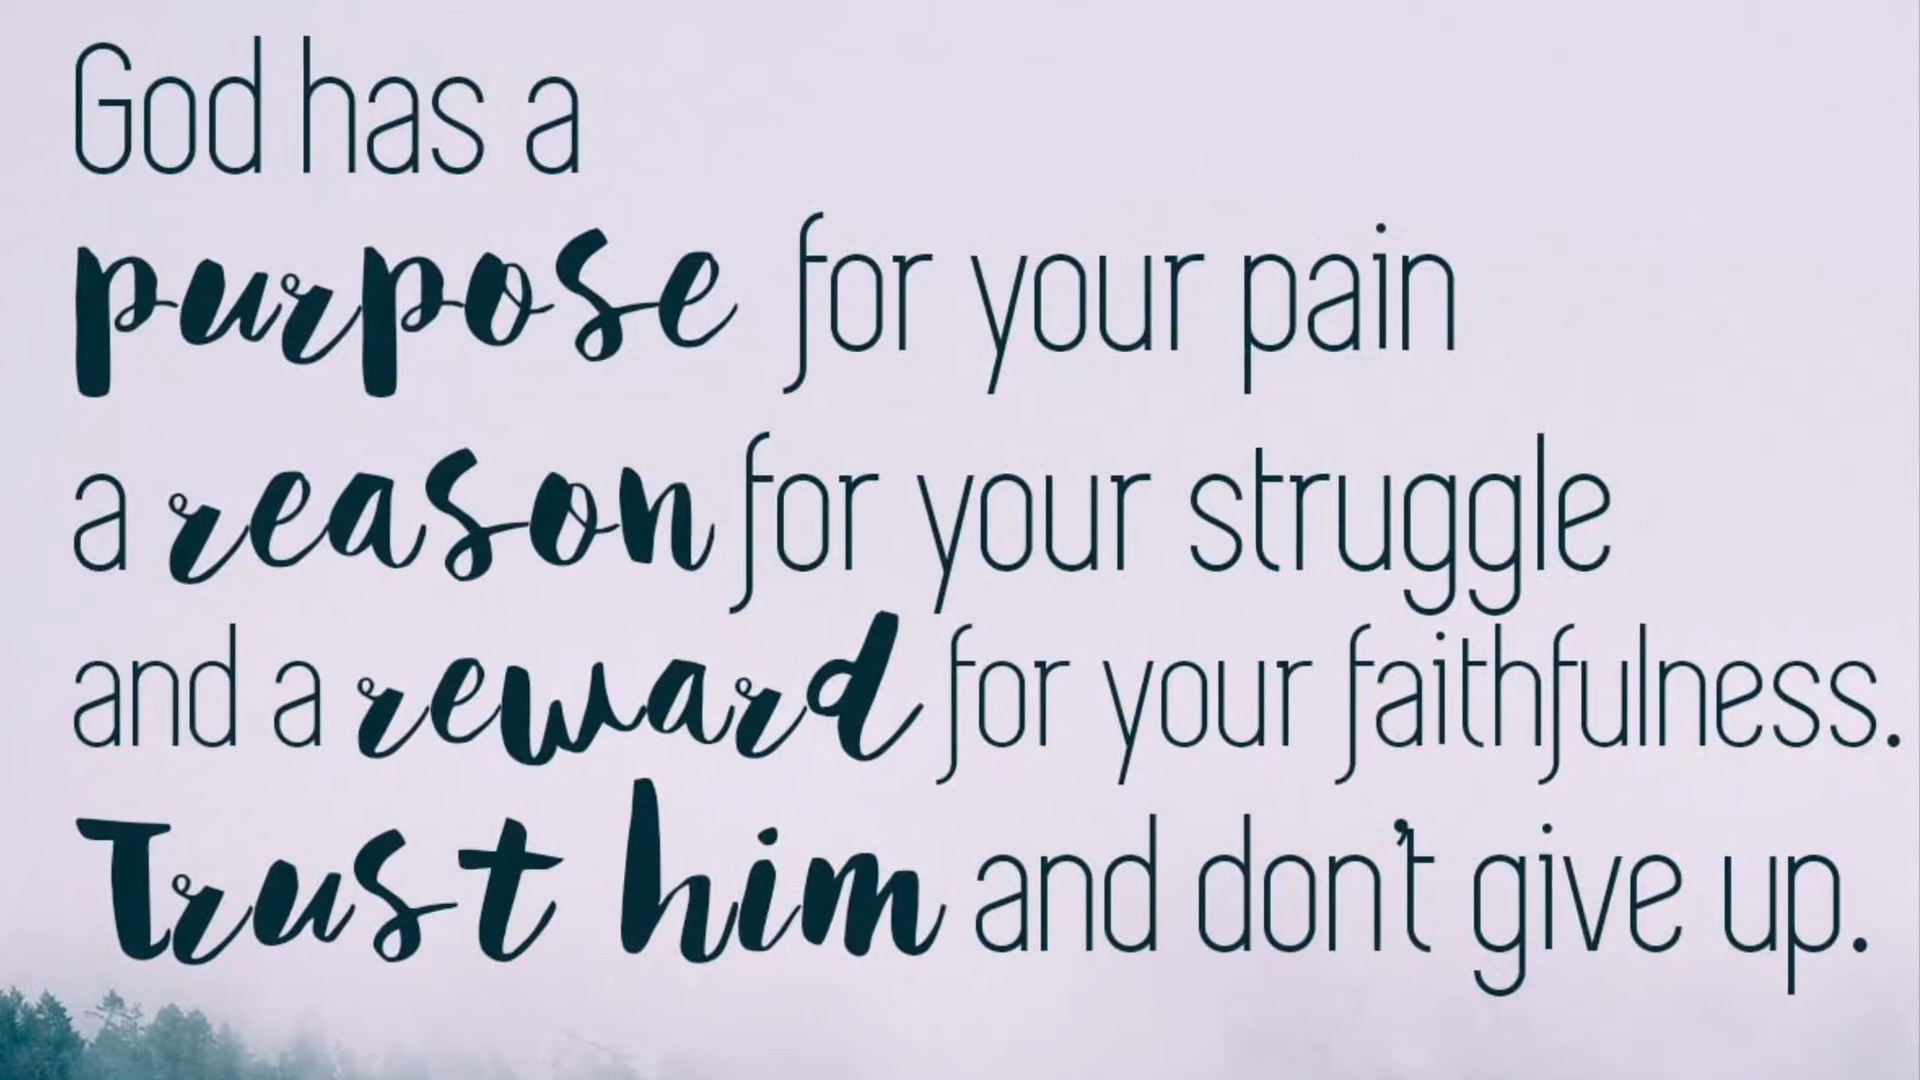 God has a
purpose for your pain
a reason for your struggle
and a reward for your faithfulness.
Trust him and don't give up.